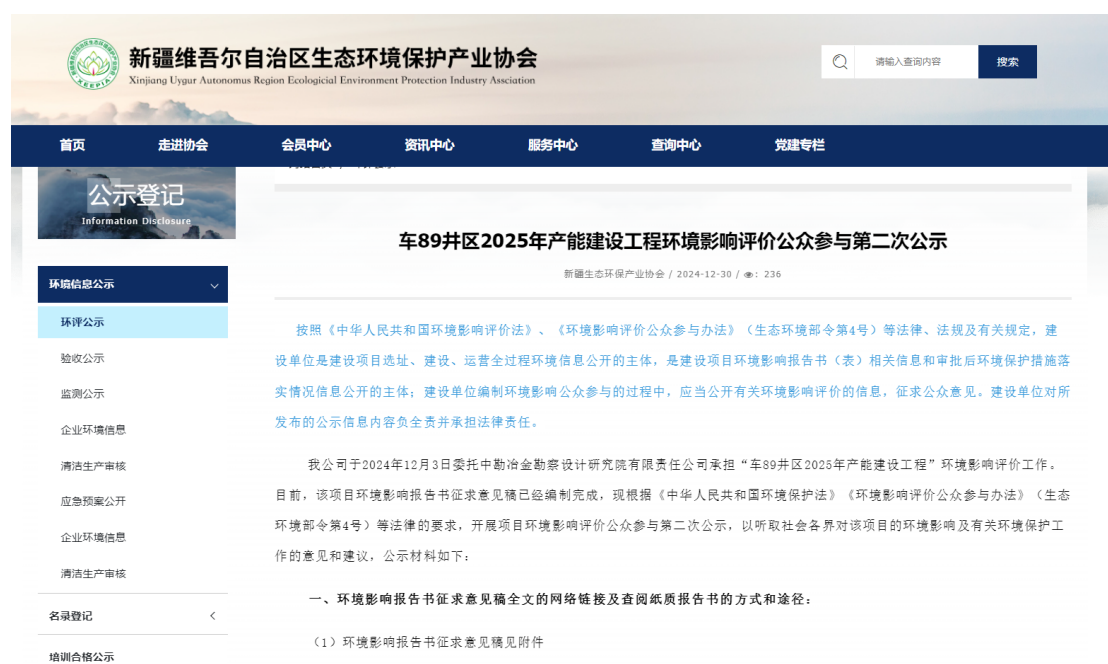 新疆维吾尔自治区生态环境保护产业协会
Xinjiang Uygur Autonomus Region Ecologicial Environment Protection Industry Assciation
XEEPIA
请输入查询内容
搜索
首页 走进协会 会员中心 资讯中心 服务中心 查询中心 党建专栏
公示登记
Information Disclosure
环境信息公示
环评公示
验收公示
监测公示
企业环境信息
清洁生产审核
应急预案公开
企业环境信息
清洁生产审核
名录登记
培训合格公示
车89井区2025年产能建设工程环境影响评价公众参与第二次公示
新疆生态环保产业协会 / 2024-12-30 / : 236
按照《中华人民共和国环境影响评价法》、《环境影响评价公众参与办法》（生态环境部令第4号）等法律、法规及有关规定，建
设单位是建设项目选址、建设、运营全过程环境信息公开的主体，是建设项目环境影响报告书（表）相关信息和审批后环境保护措施落
实情况信息公开的主体；建设单位编制环境影响公众参与的过程中，应当公开有关环境影响评价的信息，征求公众意见。建设单位对所
发布的公示信息内容负全责并承担法律责任。
我公司于2024年12月3日委托中勘冶金勘察设计研究院有限责任公司承担“车89井区2025年产能建设工程”环境影响评价工作。
目前，该项目环境影响报告书征求意见稿已经编制完成，现根据《中华人民共和国环境保护法》《环境影响评价公众参与办法》（生态
环境部令第4号）等法律的要求，开展项目环境影响评价公众参与第二次公示，以听取社会各界对该项目的环境影响及有关环境保护工
作的意见和建议，公示材料如下：
一、环境影响报告书征求意见稿全文的网络链接及查阅纸质报告书的方式和途径：
（1）环境影响报告书征求意见稿见附件